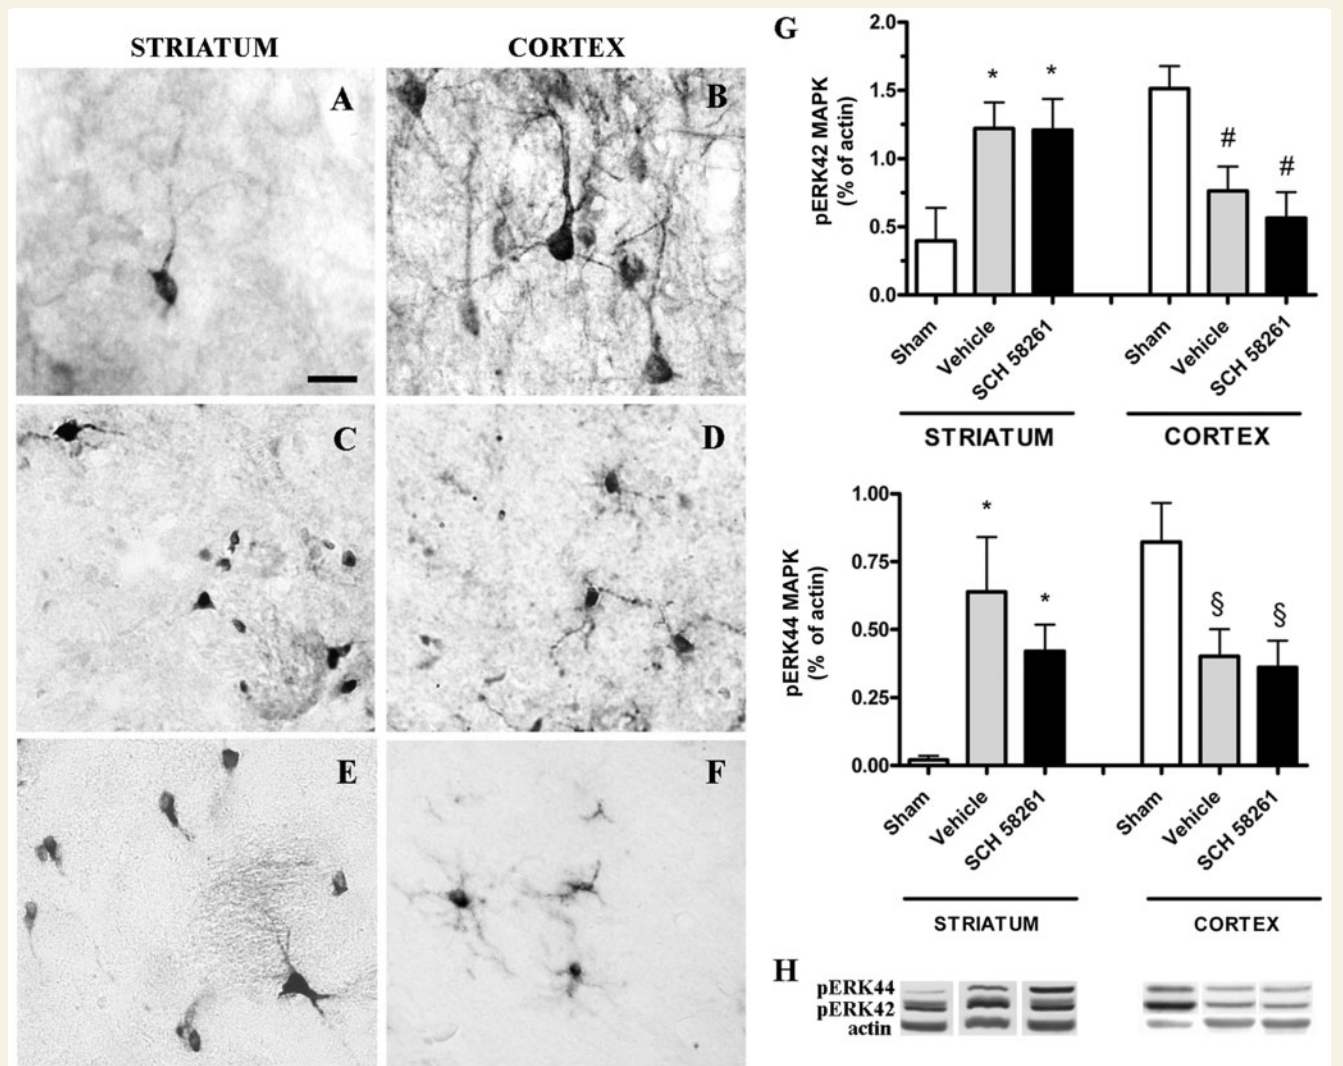 STRIATUM
CORTEX
A
B
C
D
E
F
G
pERK42 MAPK
(% of actin)
2.0
1.5
1.0
0.5
0.0
*
*
#
#
Sham
Vehicle
SCH 58261
Sham
Vehicle
SCH 58261
STRIATUM
CORTEX
pERK44 MAPK
(% of actin)
1.00
0.75
0.50
0.25
0.00
*
*
§
§
Sham
Vehicle
SCH 58261
Sham
Vehicle
SCH 58261
STRIATUM
CORTEX
H
pERK44
pERK42
actin